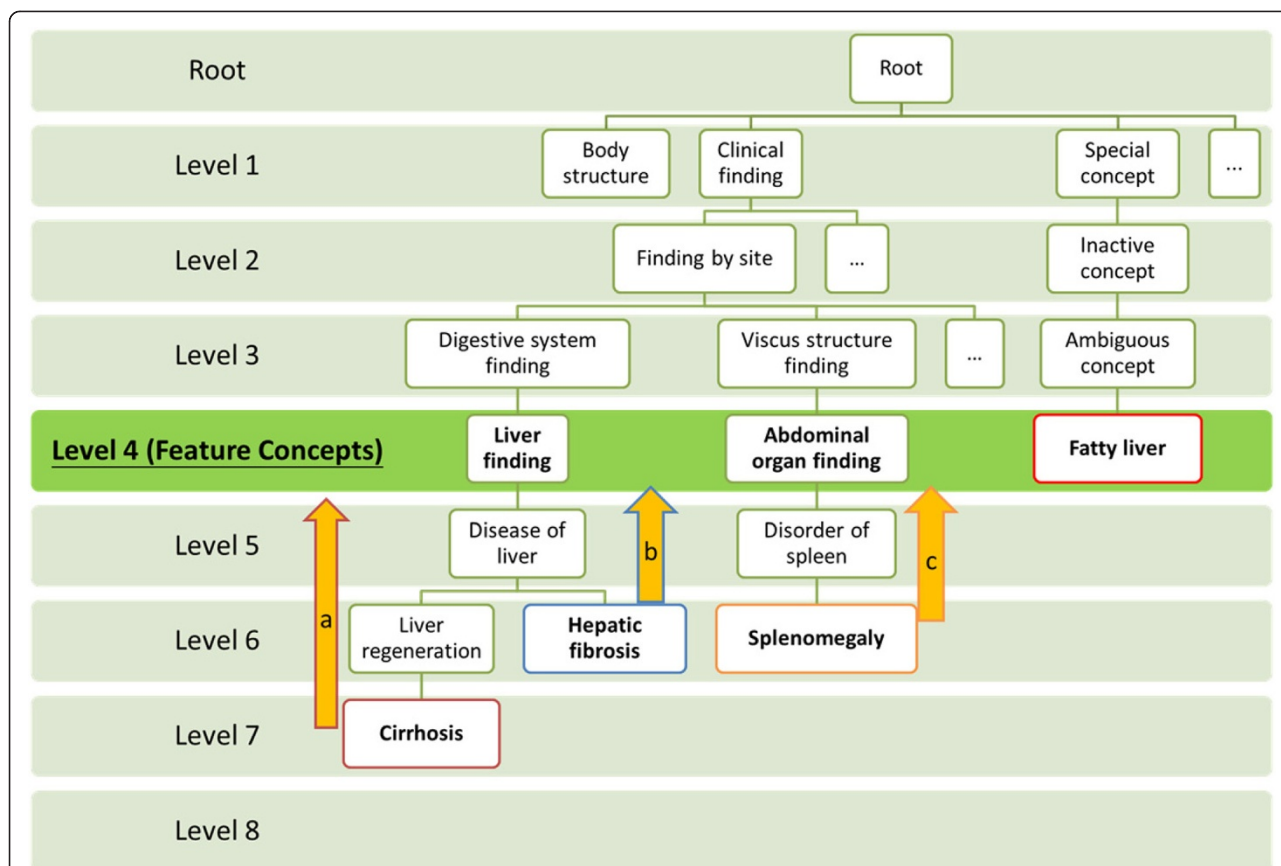 Root
Root
Level 1
Body
structure
Clinical
finding
Special
concept
...
Level 2
Finding by site
...
Inactive
concept
Level 3
Digestive system
finding
Viscus structure
finding
...
Ambiguous
concept
Level 4 (Feature Concepts)
Liver
finding
Abdominal
organ finding
Fatty liver
Level 5
Disease of
liver
b
Disorder of
spleen
c
Level 6
a
Liver
regeneration
Hepatic
fibrosis
Splenomegaly
Level 7
Cirrhosis
Level 8